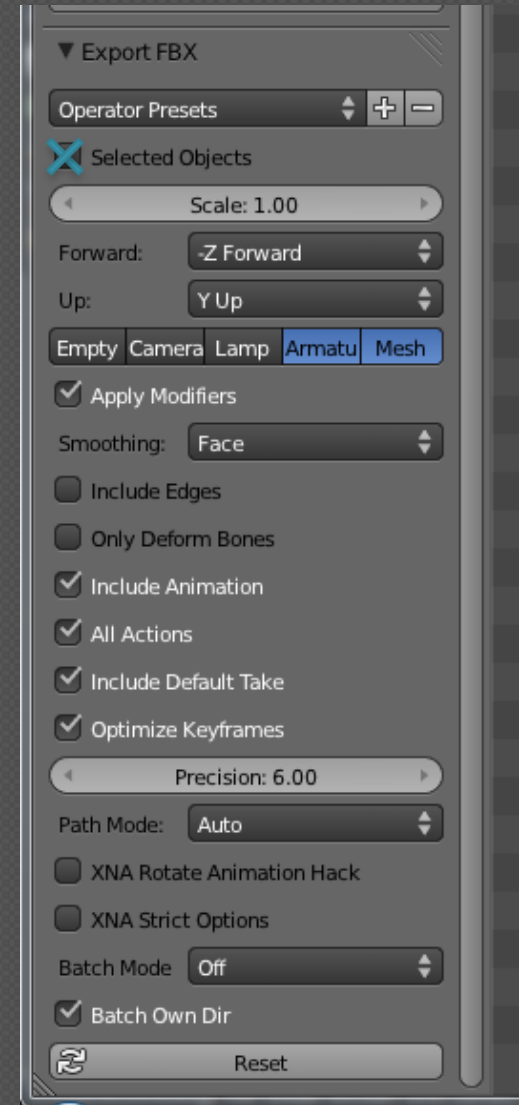 Export FBX
Operator Presets
Selected Objects
Scale: 1.00
Forward: -Z Forward
Up: Y Up
Empty Camera Lamp Armatu Mesh
Apply Modifiers
Smoothing: Face
Include Edges
Only Deform Bones
Include Animation
All Actions
Include Default Take
Optimize Keyframes
Precision: 6.00
Path Mode: Auto
XNA Rotate Animation Hack
XNA Strict Options
Batch Mode Off
Batch Own Dir
Reset